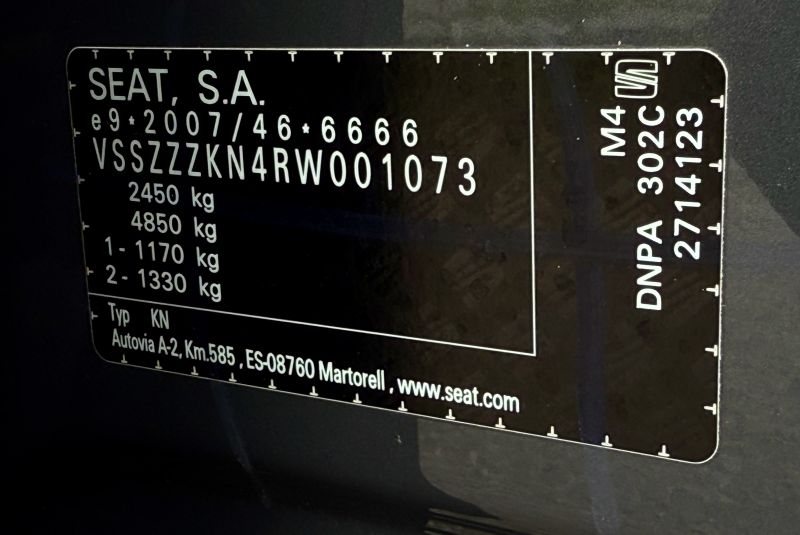 SEAT, S.A.
e9*2007/46*6666
VSSZZZKN4RW001073
2450 kg
4850 kg
1 - 1170 kg
2 - 1330 kg
Typ KN
Autovia A-2, Km.585 , ES-08760 Martorell , www.seat.com
M4
DNPA 302C
2714123